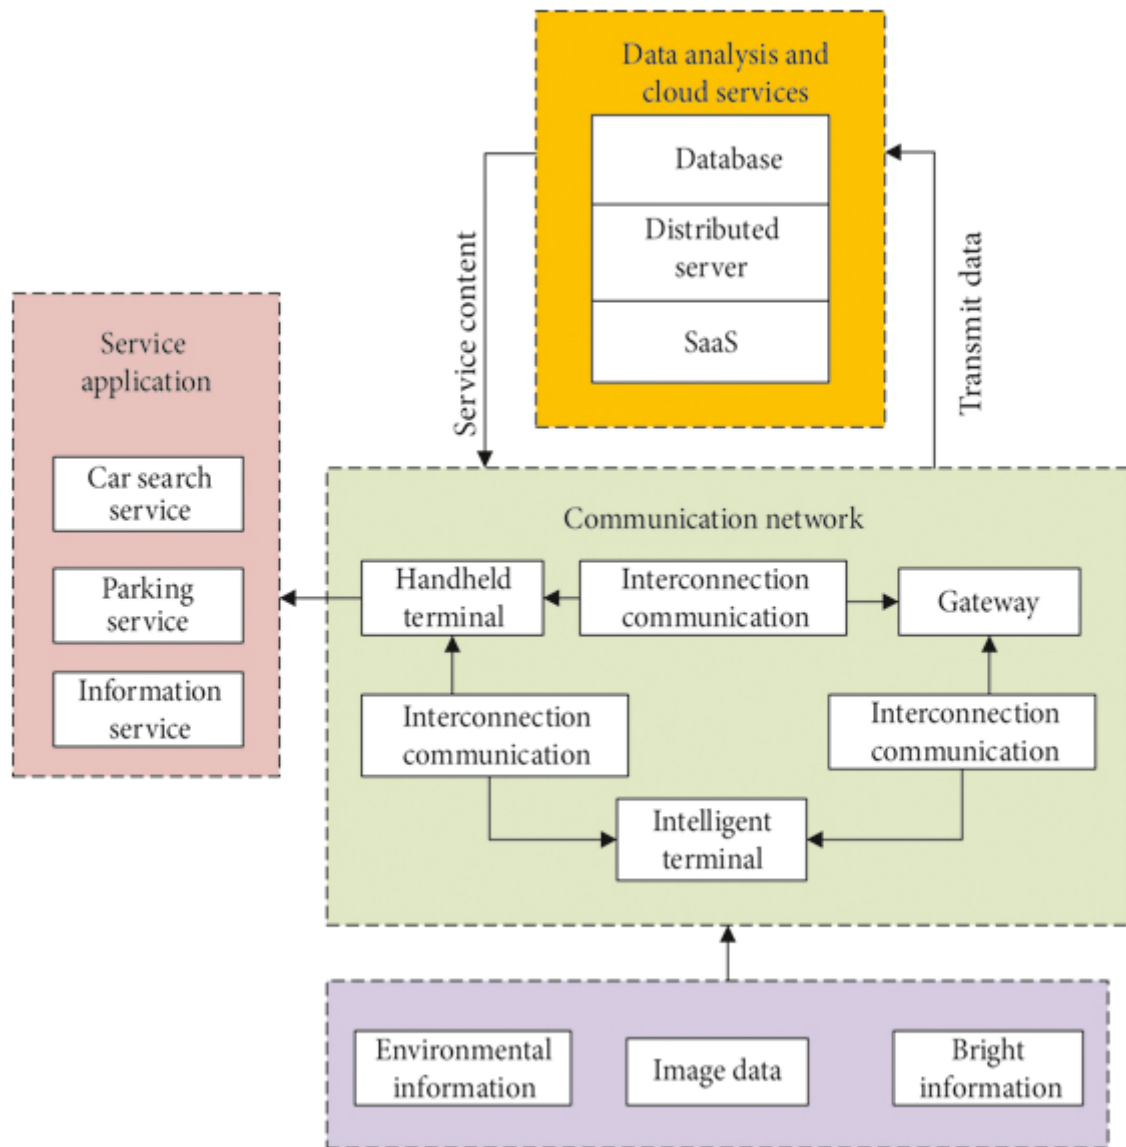 Data analysis and
cloud services
Database
Distributed
server
SaaS
Service content
Transmit data
Service
application
Car search
service
Parking
service
Information
service
Communication network
Handheld
terminal
Interconnection
communication
Gateway
Interconnection
communication
Interconnection
communication
Intelligent
terminal
Environmental
information
Image data
Bright
information